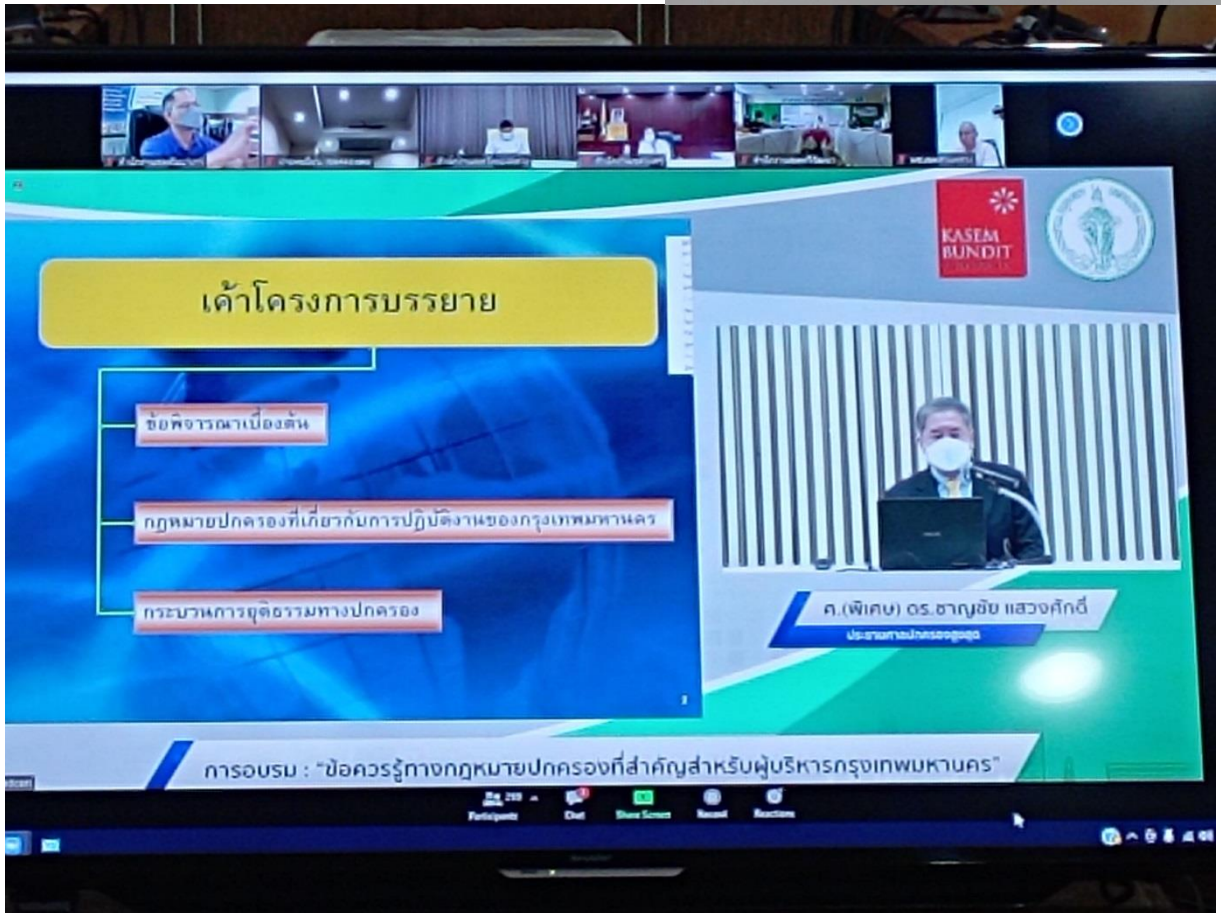 KASEM
BUNDIT
เค้าโครงการบรรยาย
ข้อพิจารณาเบื้องต้น
กฎหมายปกครองที่เกี่ยวกับการปฏิบัติงานของกรุงเทพมหานคร
กระบวนการยุติธรรมทางปกครอง
ศ.(พิเศษ) ดร.ชาญชัย แสวงศักดิ์
ประธานศาลปกครองสูงสุด
การอบรม : "ข้อควรรู้ทางกฎหมายปกครองที่สำคัญสำหรับผู้บริหารกรุงเทพมหานคร"
Participants
Chat
Share Screen
Record
Reactions